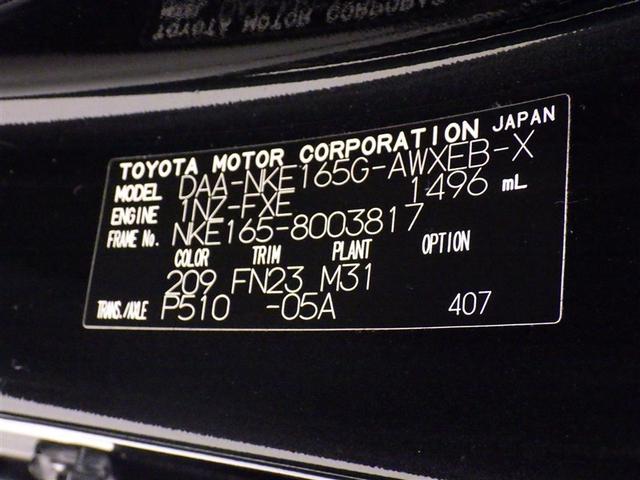 TOYOTA MOTOR CORPORATION JAPAN
MODEL DAA-NKE165G-AWXEB-X
ENGINE 1NZ-FXE 1496 mL
FRAME No. NKE165-8003817
COLOR TRIM PLANT OPTION
209 FN23 M31
TRANS./AXLE P510 -05A 407